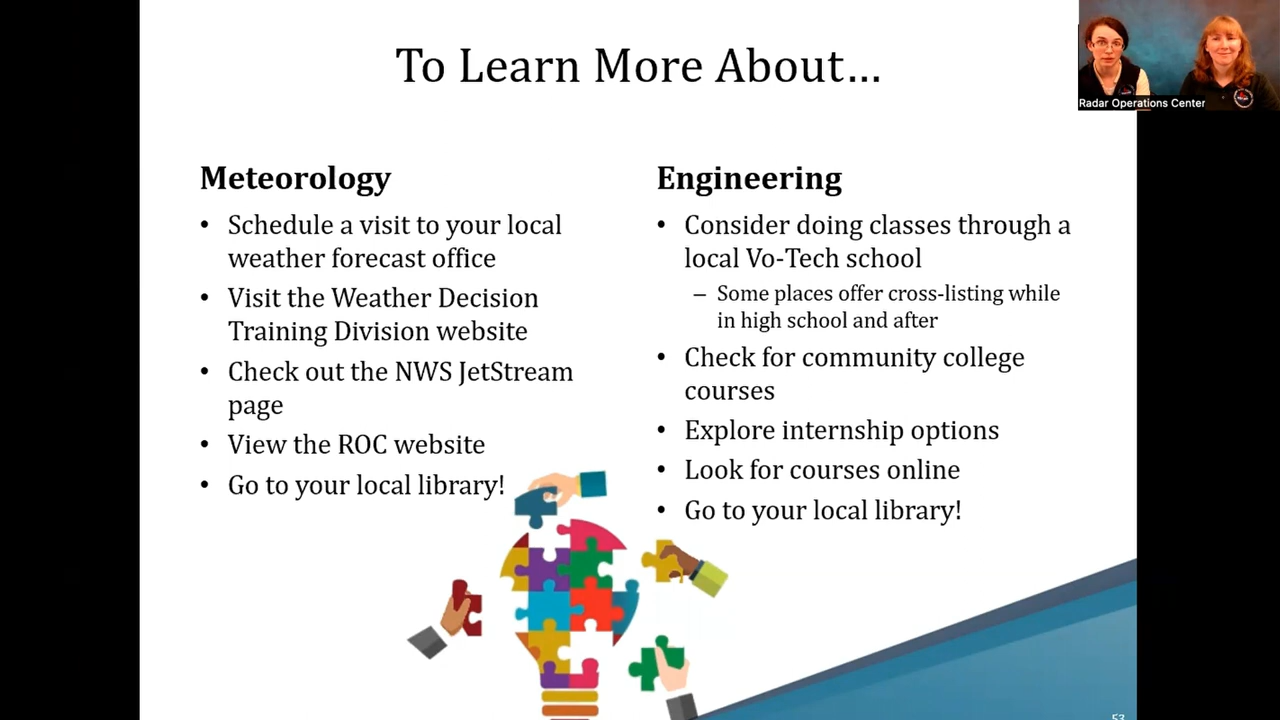 To Learn More About...
Radar Operations Center
Meteorology
• Schedule a visit to your local
weather forecast office
• Visit the Weather Decision
Training Division website
• Check out the NWS JetStream
page
• View the ROC website
• Go to your local library!
Engineering
• Consider doing classes through a
local Vo-Tech school
– Some places offer cross-listing while
in high school and after
• Check for community college
courses
• Explore internship options
• Look for courses online
• Go to your local library!
53